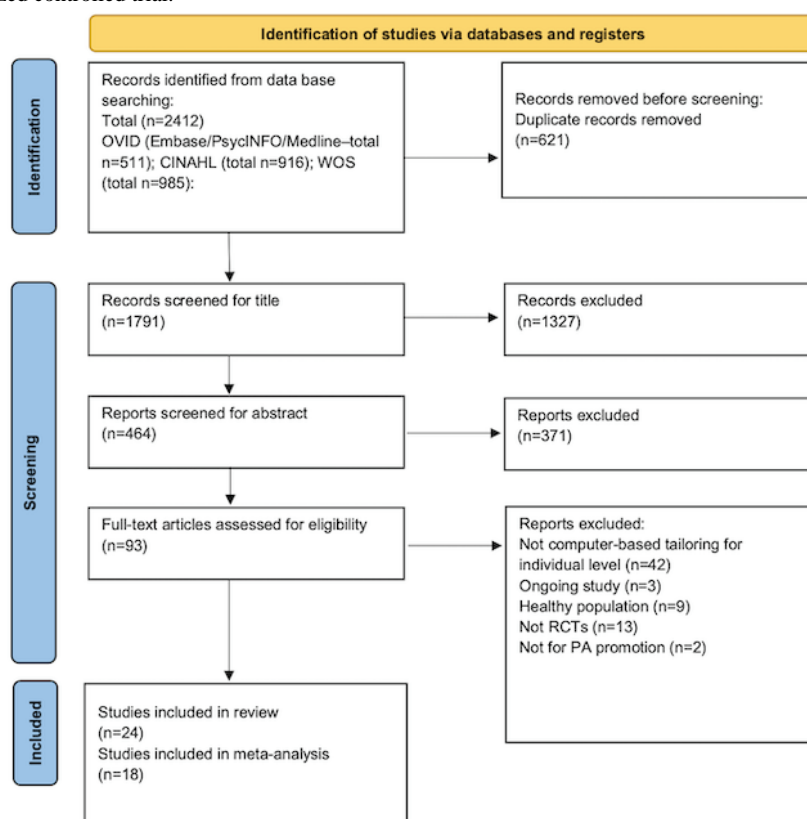 zed controlled trial.
Identification of studies via databases and registers
Identification
Records identified from data base
searching:
Total (n=2412)
OVID (Embase/PsycINFO/Medline–total
n=511); CINAHL (total n=916); WOS
(total n=985):
Records removed before screening:
Duplicate records removed
(n=621)
Screening
Records screened for title
(n=1791)
Records excluded
(n=1327)
Reports screened for abstract
(n=464)
Reports excluded
(n=371)
Full-text articles assessed for eligibility
(n=93)
Reports excluded:
Not computer-based tailoring for
individual level (n=42)
Ongoing study (n=3)
Healthy population (n=9)
Not RCTs (n=13)
Not for PA promotion (n=2)
Included
Studies included in review
(n=24)
Studies included in meta-analysis
(n=18)